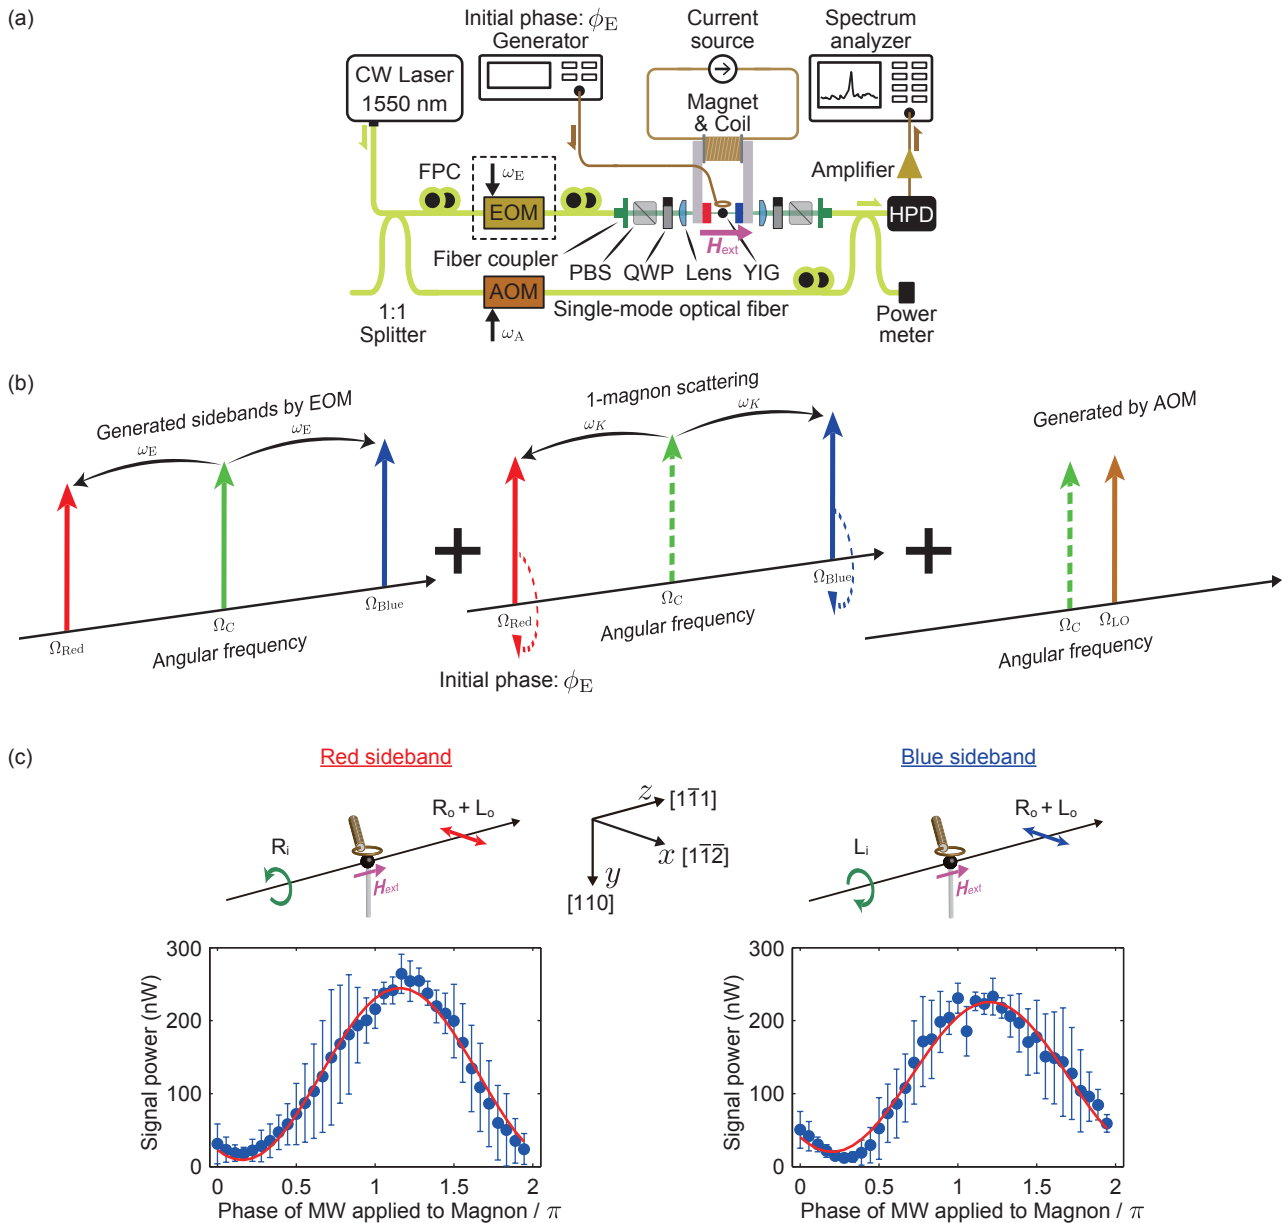 (a)
Initial phase: ϕE
Generator
Current
source
Spectrum
analyzer
CW Laser
1550 nm
Magnet
& Coil
FPC
ωE
Amplifier
EOM
HPD
Hext
Fiber coupler
PBS
QWP
Lens
YIG
AOM
Single-mode optical fiber
1:1
Splitter
ωA
Power
meter
(b)
Generated sidebands by EOM
ωE
ωE
1-magnon scattering
ωK
ωK
Generated by AOM
ΩRed
ΩC
ΩBlue
Angular frequency
ΩRed
ΩC
ΩBlue
Angular frequency
ΩC
ΩLO
Angular frequency
Initial phase: ϕE
(c)
Red sideband
Blue sideband
Ri
Ro + Lo
Hext
z [11̅1]
x [11̅2̅]
y
[110]
Li
Ro + Lo
Hext
Signal power (nW)
300
200
100
0
0
0.5
1
1.5
2
Phase of MW applied to Magnon / π
Signal power (nW)
300
200
100
0
0
0.5
1
1.5
2
Phase of MW applied to Magnon / π